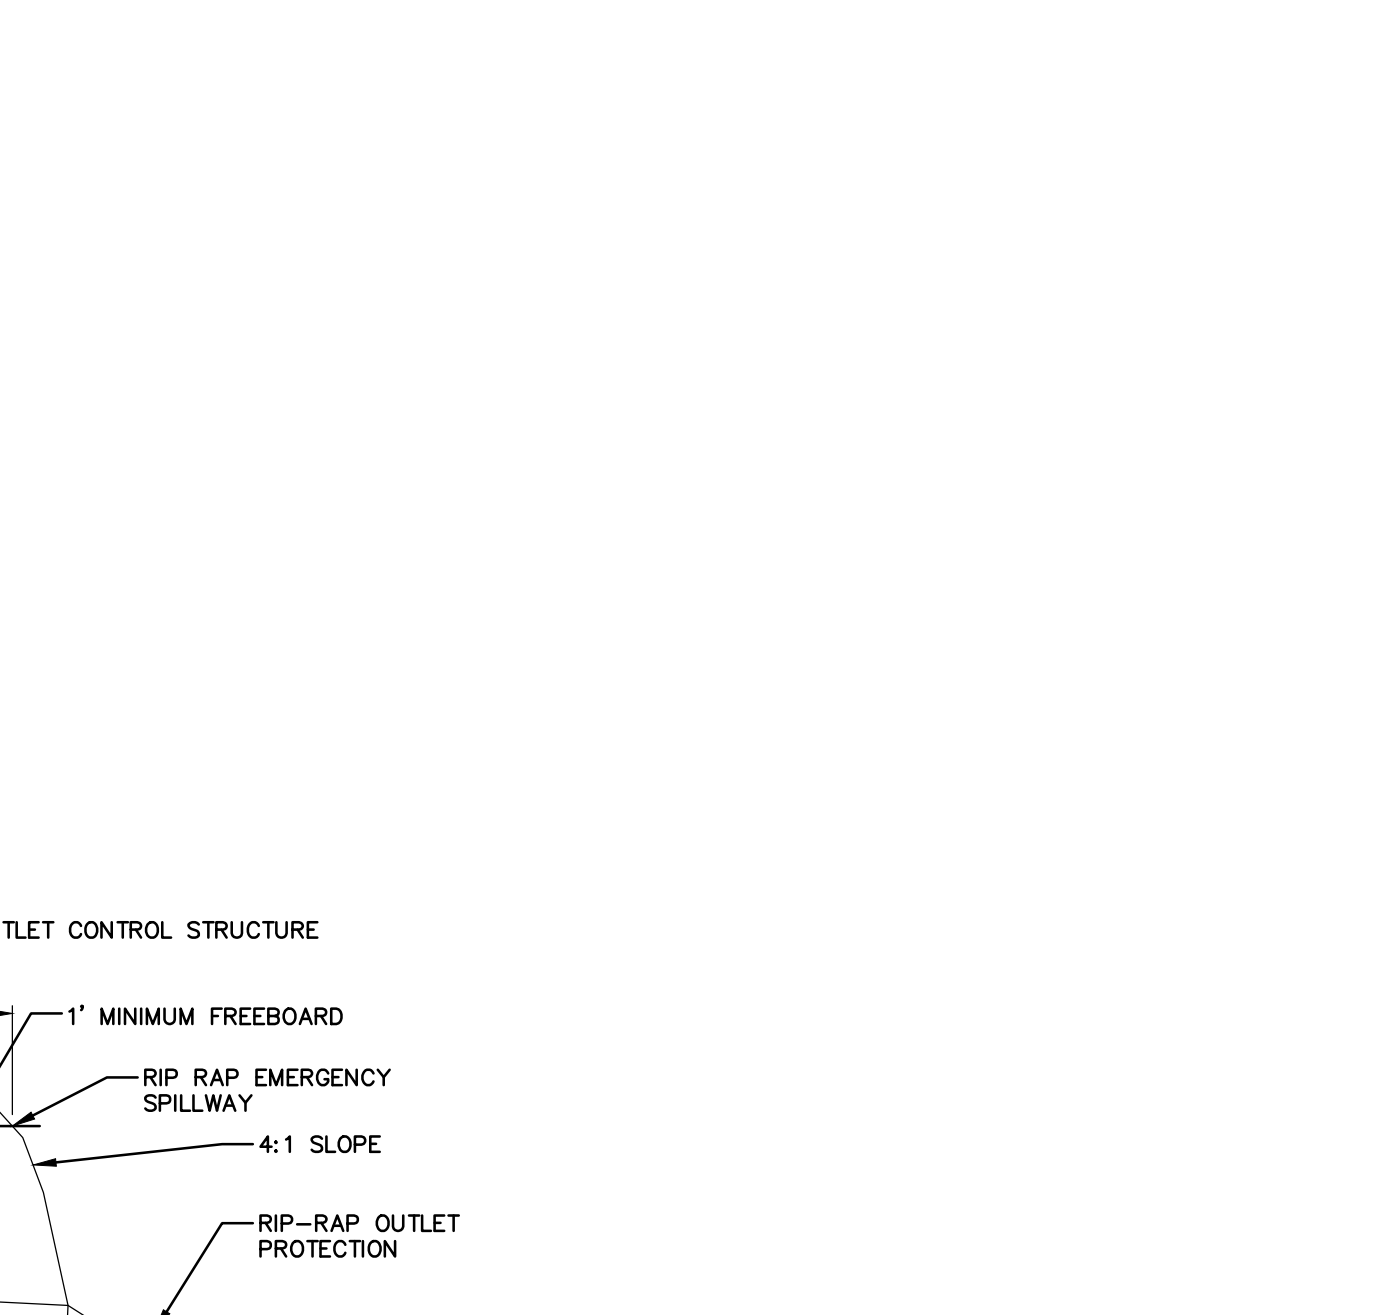 TLET CONTROL STRUCTURE
1' MINIMUM FREEBOARD
RIP RAP EMERGENCY
SPILLWAY
4:1 SLOPE
RIP-RAP OUTLET
PROTECTION